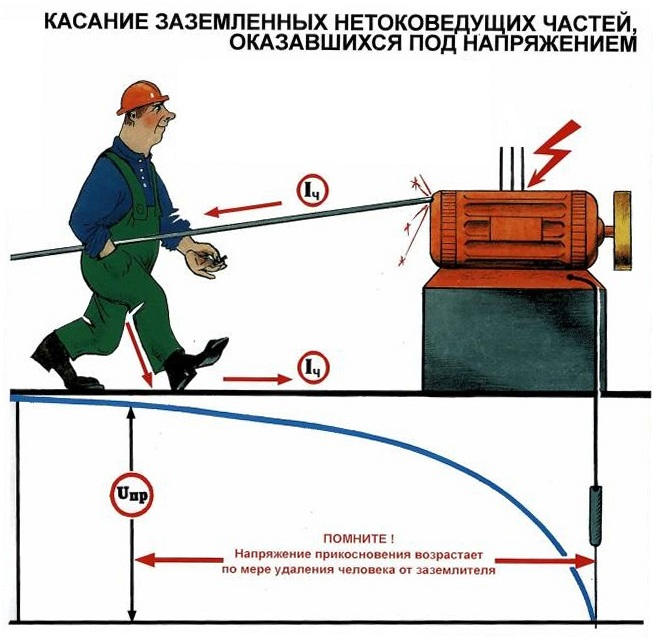 КАСАНИЕ ЗАЗЕМЛЕННЫХ НЕТОКОВЕДУЩИХ ЧАСТЕЙ,
ОКАЗАВШИХСЯ ПОД НАПРЯЖЕНИЕМ
Iч
Iч
Uпр
ПОМНИТЕ !
Напряжение прикосновения возрастает
по мере удаления человека от заземлителя